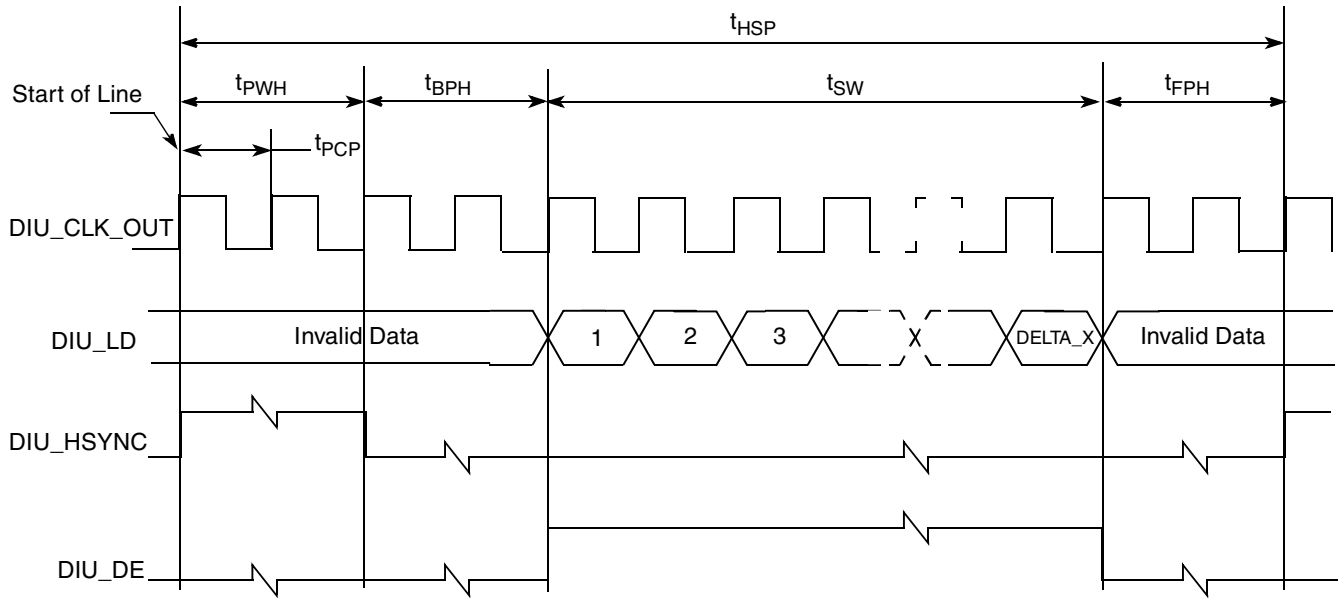 tHSP
tPWH tBPH tSW tFPH
Start of Line
tPCP
DIU_CLK_OUT
DIU_LD Invalid Data 1 2 3 DELTA_X Invalid Data
DIU_HSYNC
DIU_DE